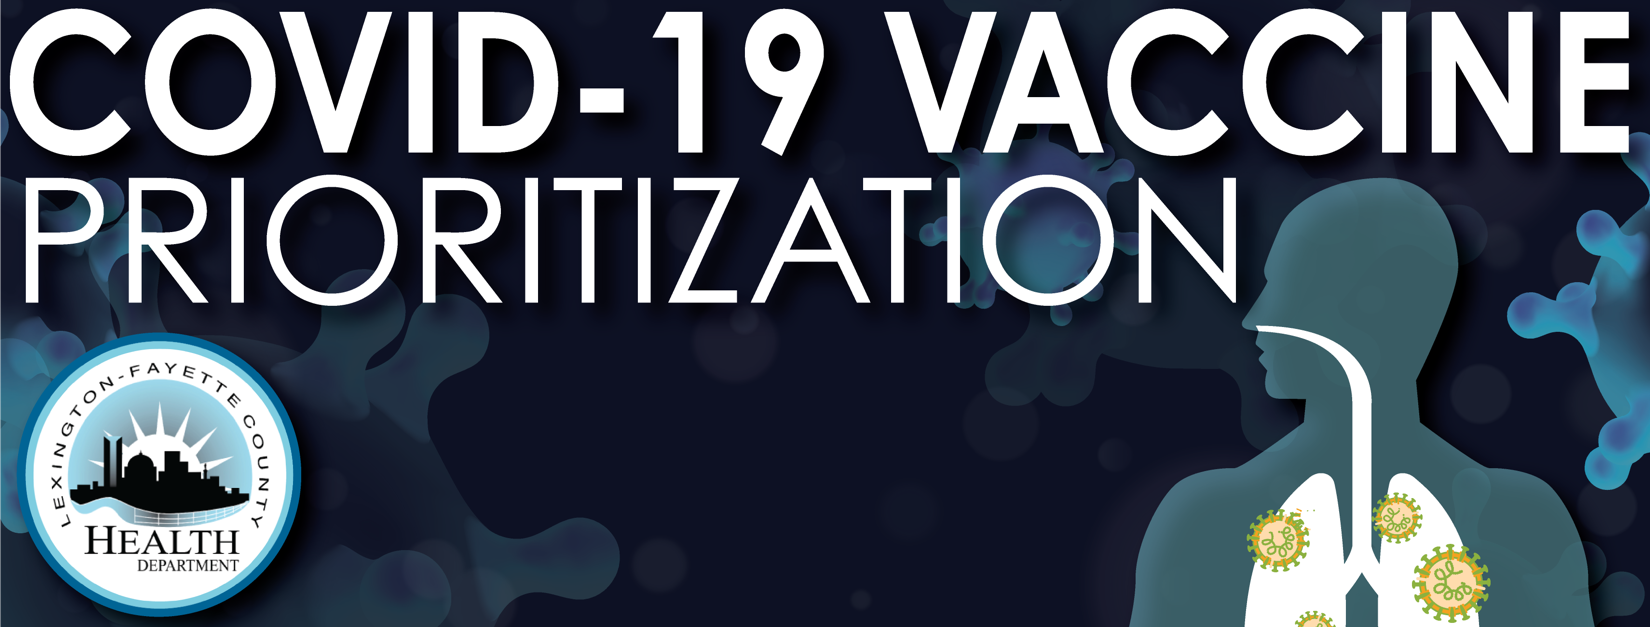 COVID-19 VACCINE
PRIORITIZATION
LEXINGTON-FAYETTE COUNTY
HEALTH
DEPARTMENT